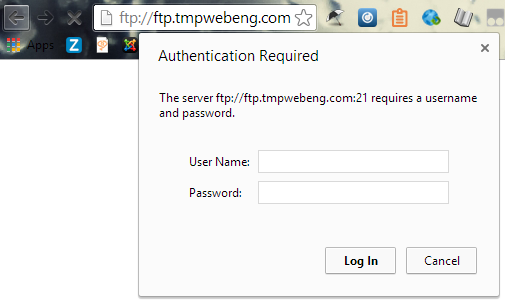 ftp://ftp.tmpwebeng.com
Apps
Z
Authentication Required
The server ftp://ftp.tmpwebeng.com:21 requires a username
and password.
User Name:
Password:
Log In
Cancel